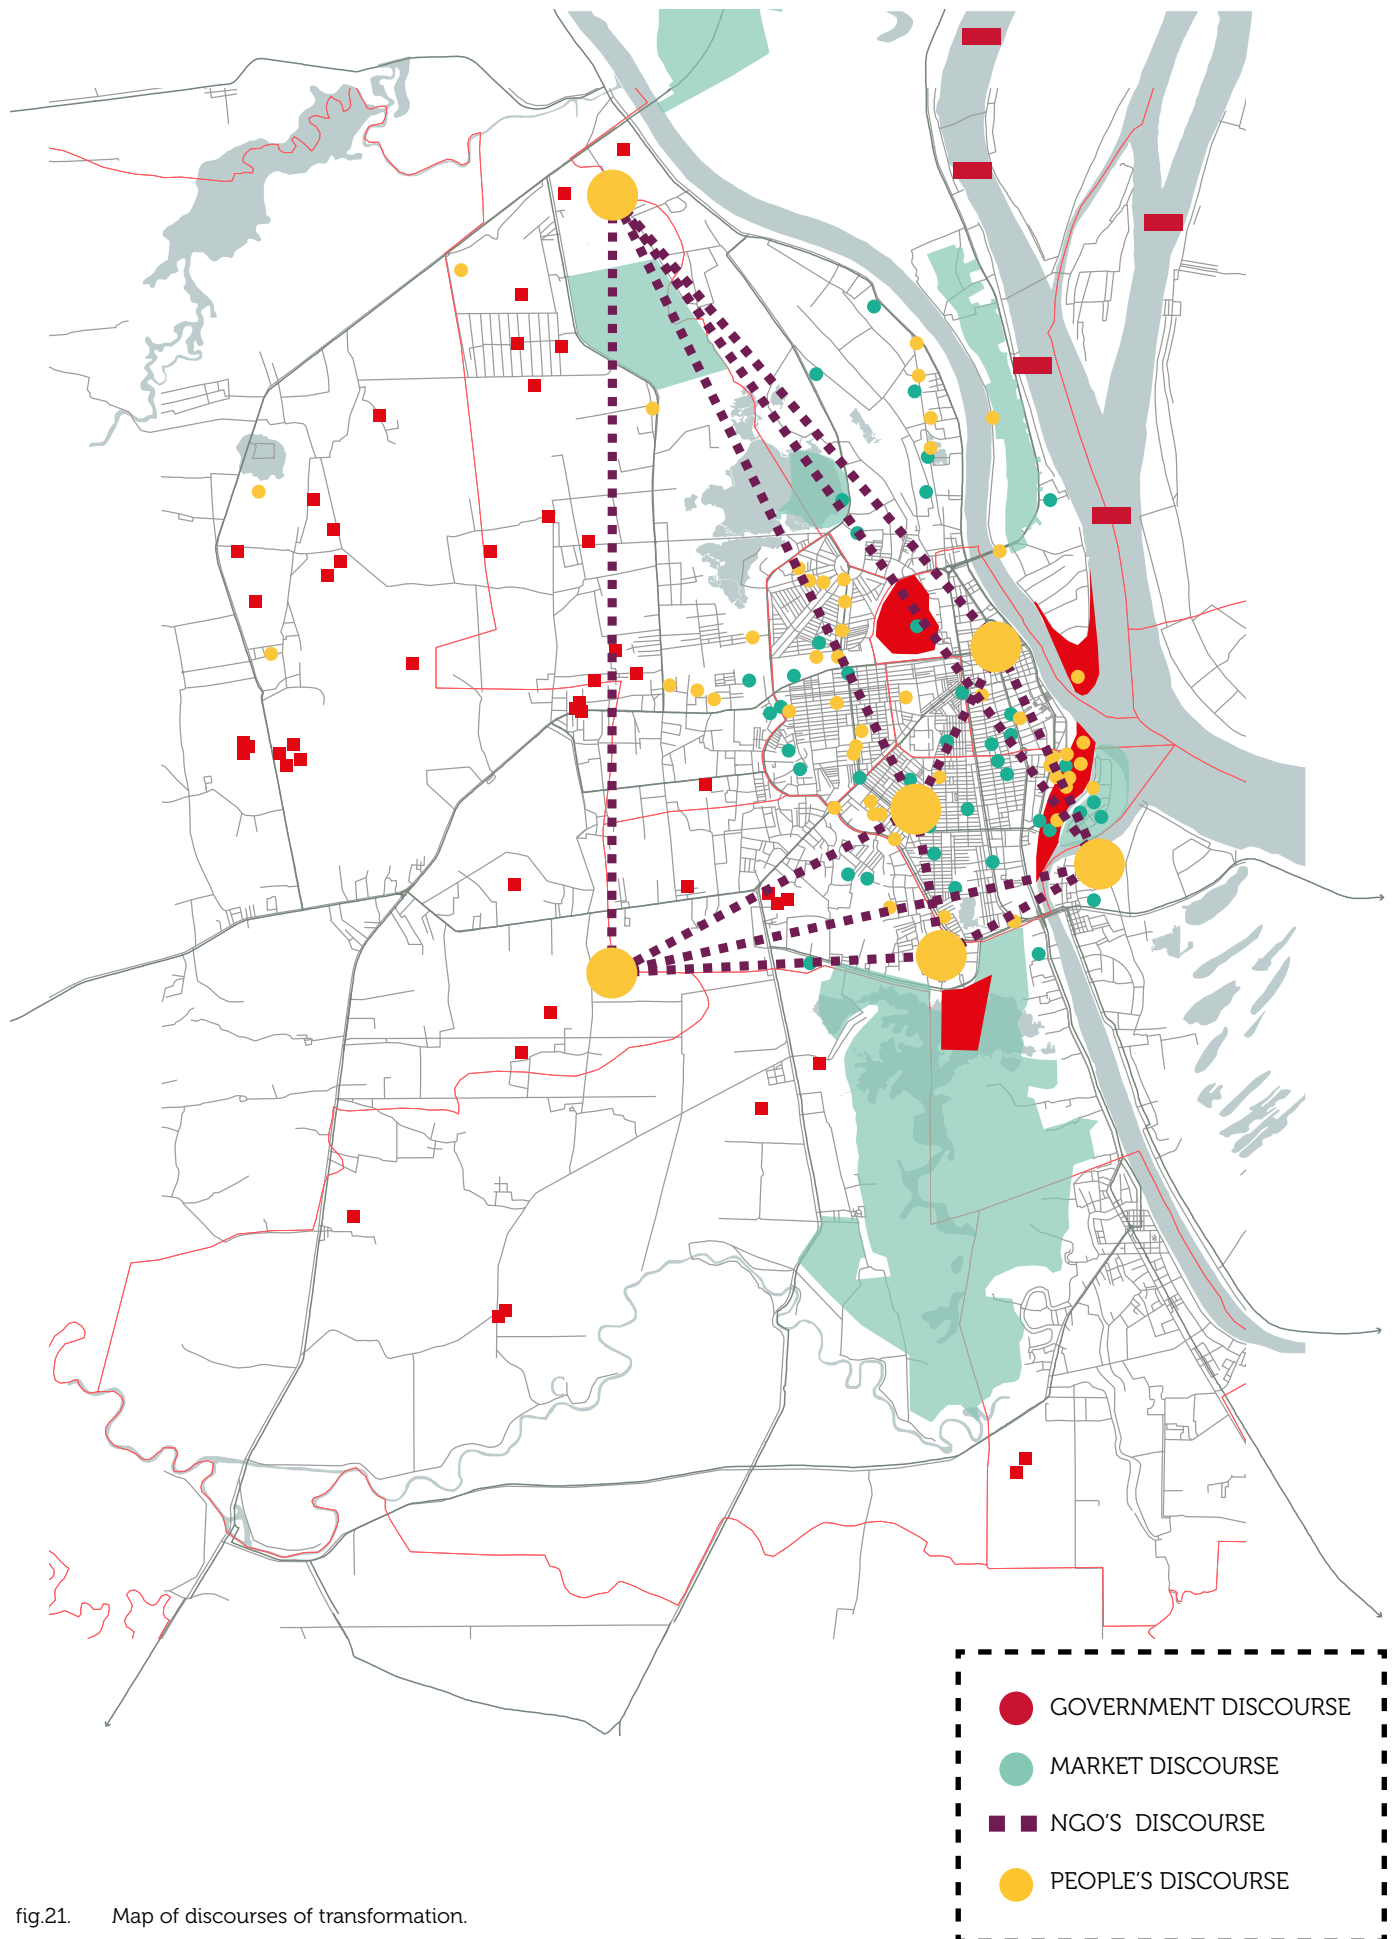 GOVERNMENT DISCOURSE
MARKET DISCOURSE
NGO'S DISCOURSE
PEOPLE'S DISCOURSE
fig.21. Map of discourses of transformation.